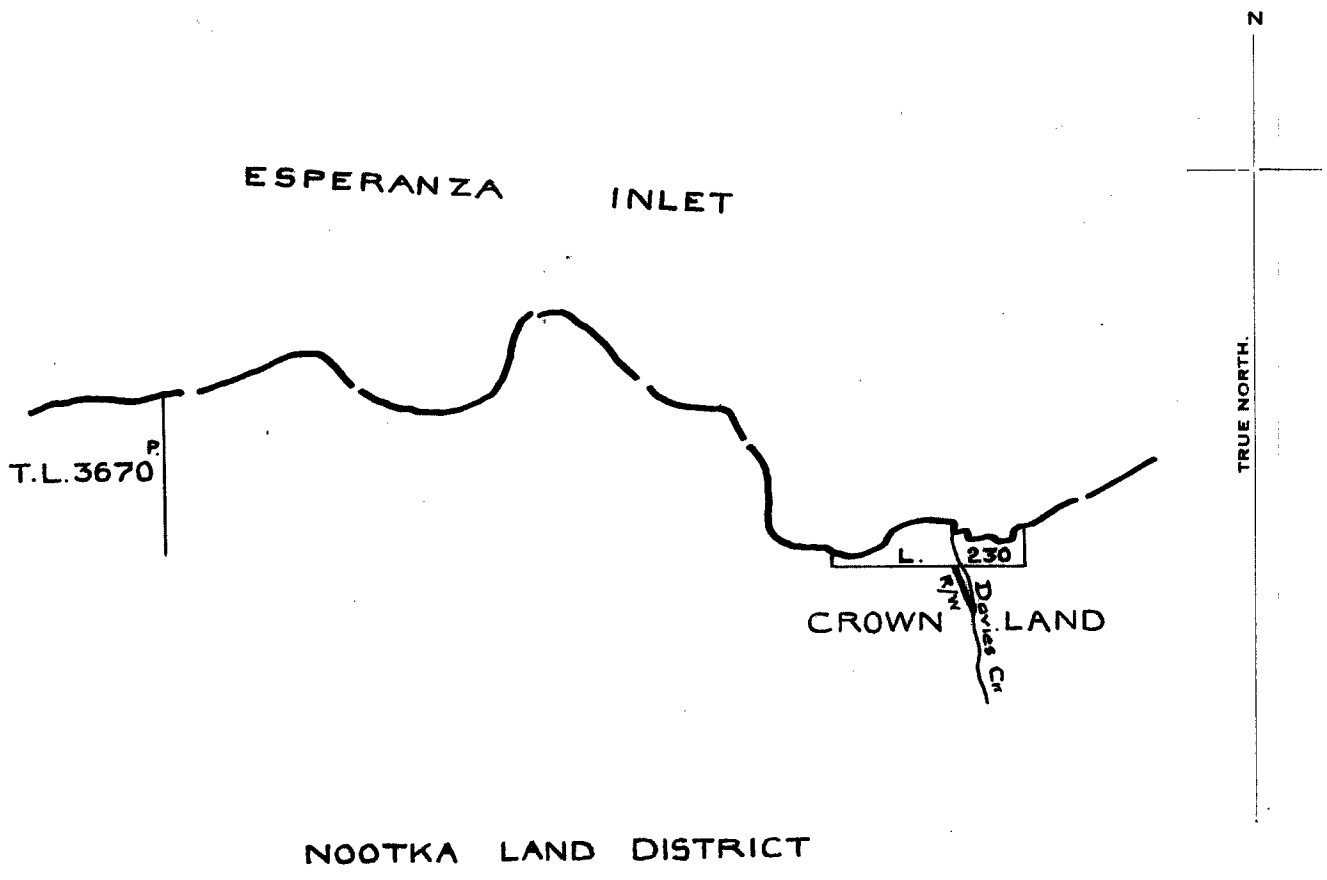 N
ESPERANZA INLET
TRUE NORTH.
P.
T.L. 3670
L. 230
R/W
Davies Cr
CROWN LAND
NOOTKA LAND DISTRICT